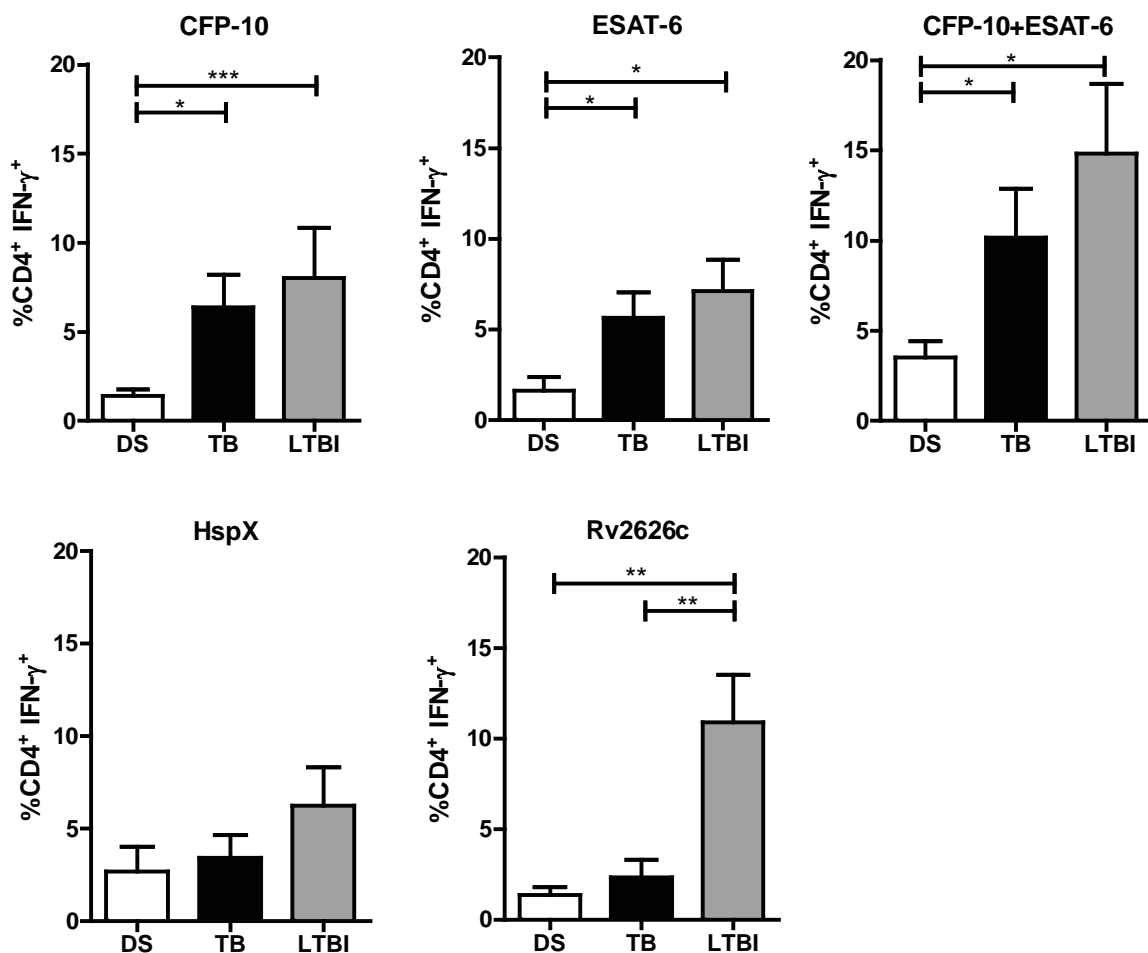 CFP-10
%CD4+ IFN-γ+
20
15
10
5
0
***
*
DS TB LTBI
ESAT-6
%CD4+ IFN-γ+
20
15
10
5
0
*
*
DS TB LTBI
CFP-10+ESAT-6
%CD4+ IFN-γ+
20
15
10
5
0
*
*
DS TB LTBI
HspX
%CD4+ IFN-γ+
20
15
10
5
0
DS TB LTBI
Rv2626c
%CD4+ IFN-γ+
20
15
10
5
0
**
**
DS TB LTBI